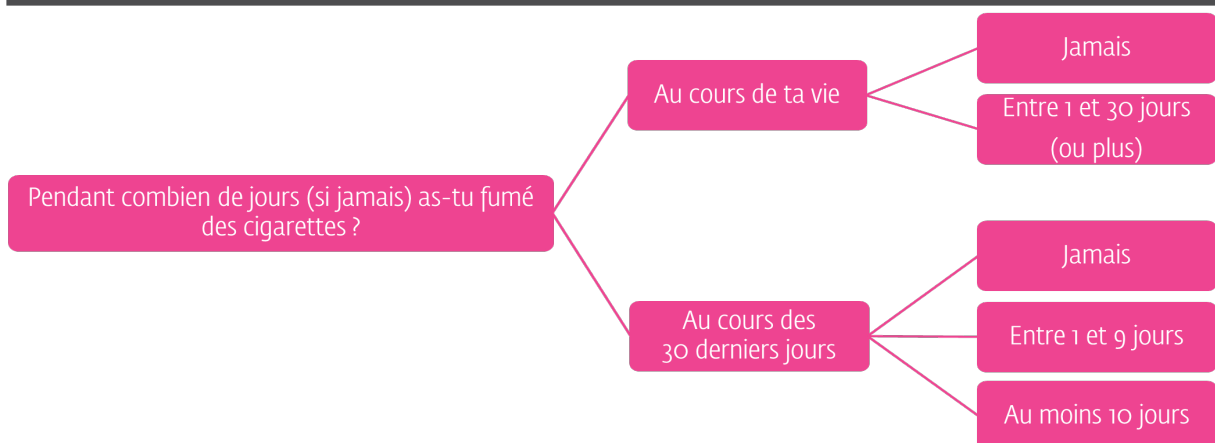 Pendant combien de jours (si jamais) as-tu fumé
des cigarettes ?
Au cours de ta vie
Jamais
Entre 1 et 30 jours
(ou plus)
Au cours des
30 derniers jours
Jamais
Entre 1 et 9 jours
Au moins 10 jours